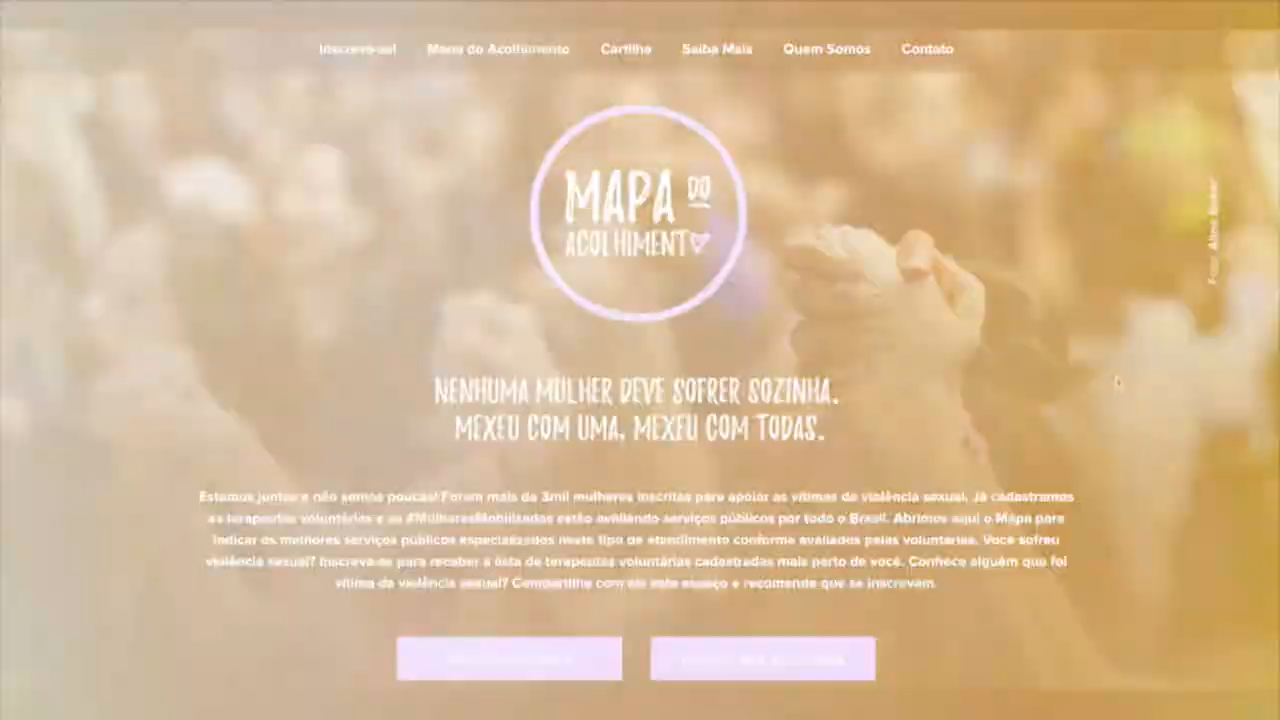 Inscreva-se! Mapa do Acolhimento Cartilha Saiba Mais Quem Somos Contato
MAPA DO
ACOLHIMENTO
NENHUMA MULHER DEVE SOFRER SOZINHA.
MEXEU COM UMA, MEXEU COM TODAS.
Estamos juntas e não somos poucas! Foram mais de 3mil mulheres inscritas para apoiar as vítimas de violência sexual. Já cadastramos
as terapeutas voluntárias e as #MulheresMobilizadas estão avaliando serviços públicos por todo o Brasil. Abrimos aqui o Mapa para
indicar os melhores serviços públicos especializados neste tipo de atendimento conforme avaliados pelas voluntárias. Você sofreu
violência sexual? Inscreva-se para receber a lista de terapeutas voluntárias cadastradas mais perto de você. Conhece alguém que foi
vítima de violência sexual? Compartilhe com ela este espaço e recomende que se inscrevam.
Foto: